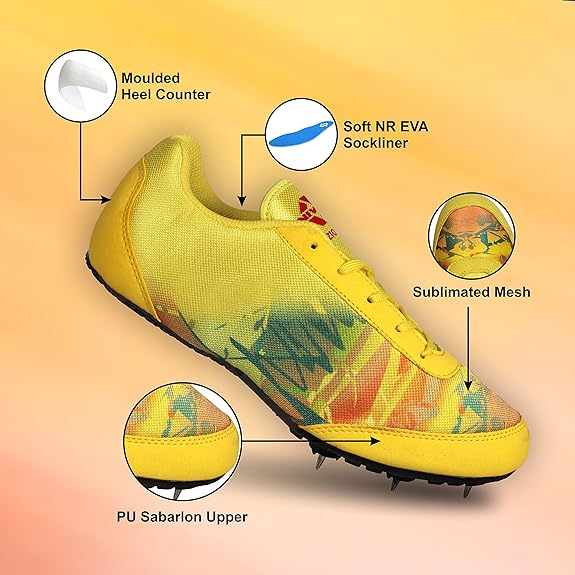 Moulded
Heel Counter
Soft NR EVA
Sockliner
Sublimated Mesh
PU Sabarlon Upper